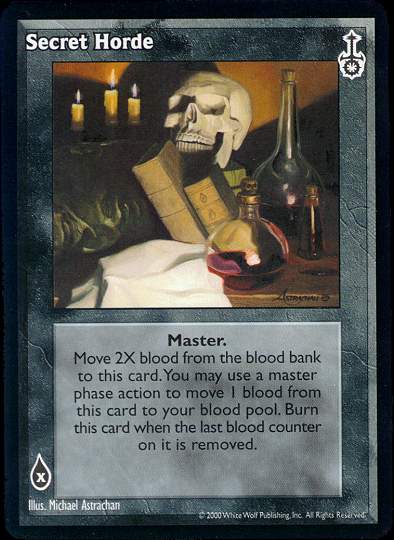 Secret Horde
ASTRACHAN
Master.
Move 2X blood from the blood bank
to this card. You may use a master
phase action to move 1 blood from
this card to your blood pool. Burn
this card when the last blood counter
on it is removed.
X
Illus. Michael Astrachan
© 2000 White Wolf Publishing, Inc. All Rights Reserved.